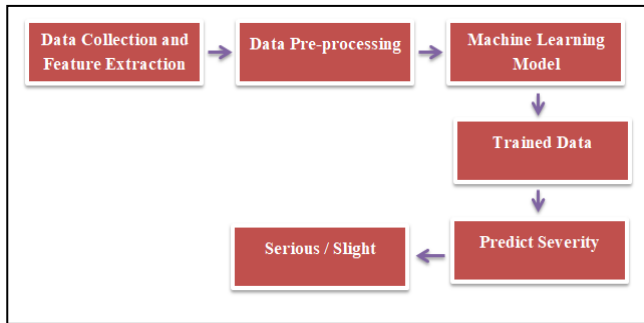 Data Collection and
Feature Extraction
Data Pre-processing
Machine Learning
Model
Trained Data
Predict Severity
Serious / Slight